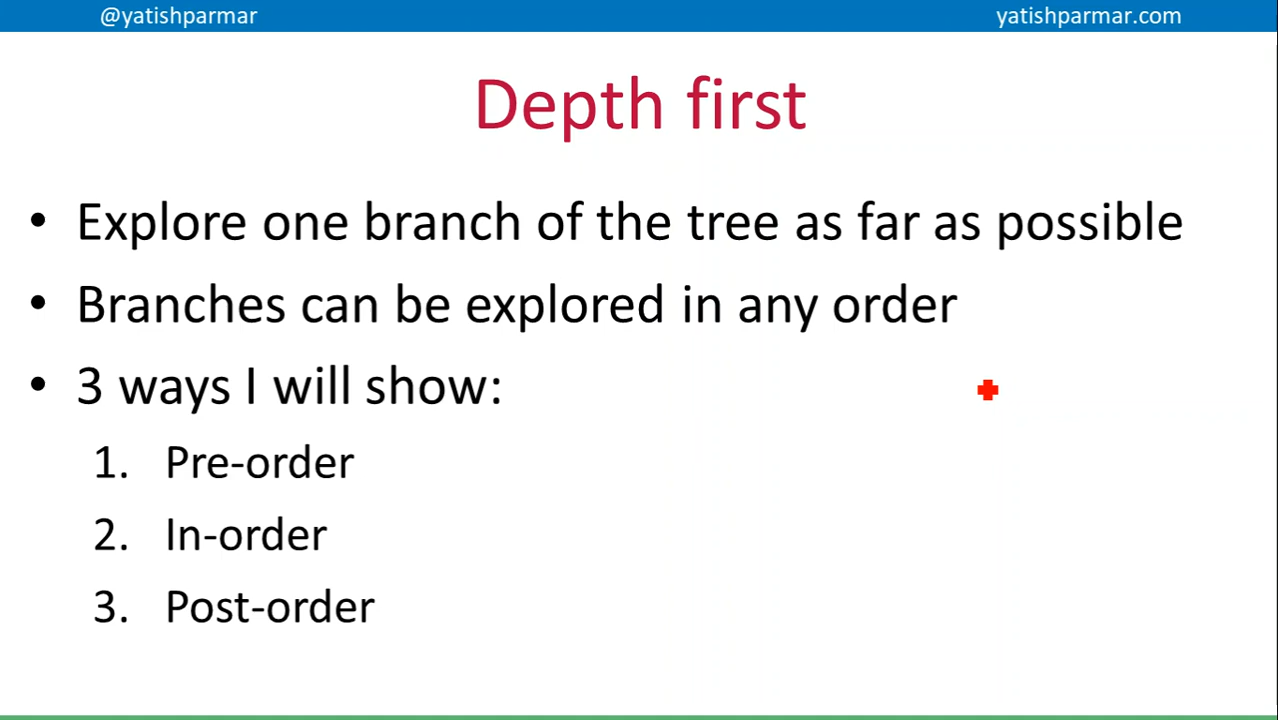 @yatishparmar
yatishparmar.com
Depth first
• Explore one branch of the tree as far as possible
• Branches can be explored in any order
• 3 ways I will show:
1. Pre-order
2. In-order
3. Post-order